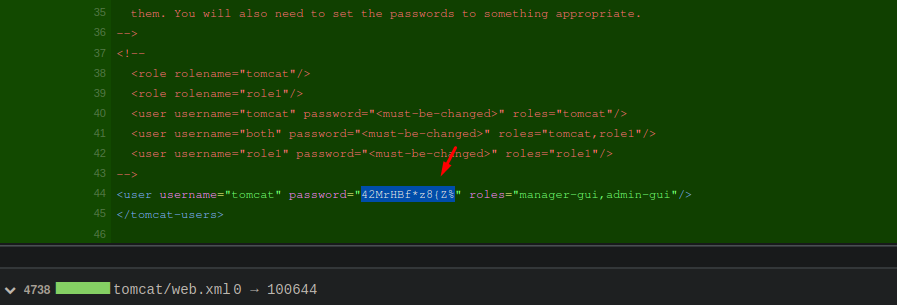 35 them. You will also need to set the passwords to something appropriate.
36 -->
37 <!--
38 <role rolename="tomcat"/>
39 <role rolename="role1"/>
40 <user username="tomcat" password="<must-be-changed>" roles="tomcat"/>
41 <user username="both" password="<must-be-changed>" roles="tomcat,role1"/>
42 <user username="role1" password="<must-be-changed>" roles="role1"/>
43 -->
44 <user username="tomcat" password="42MrHBf*z8{Z%" roles="manager-gui,admin-gui"/>
45 </tomcat-users>
46
4738 tomcat/web.xml 0 → 100644